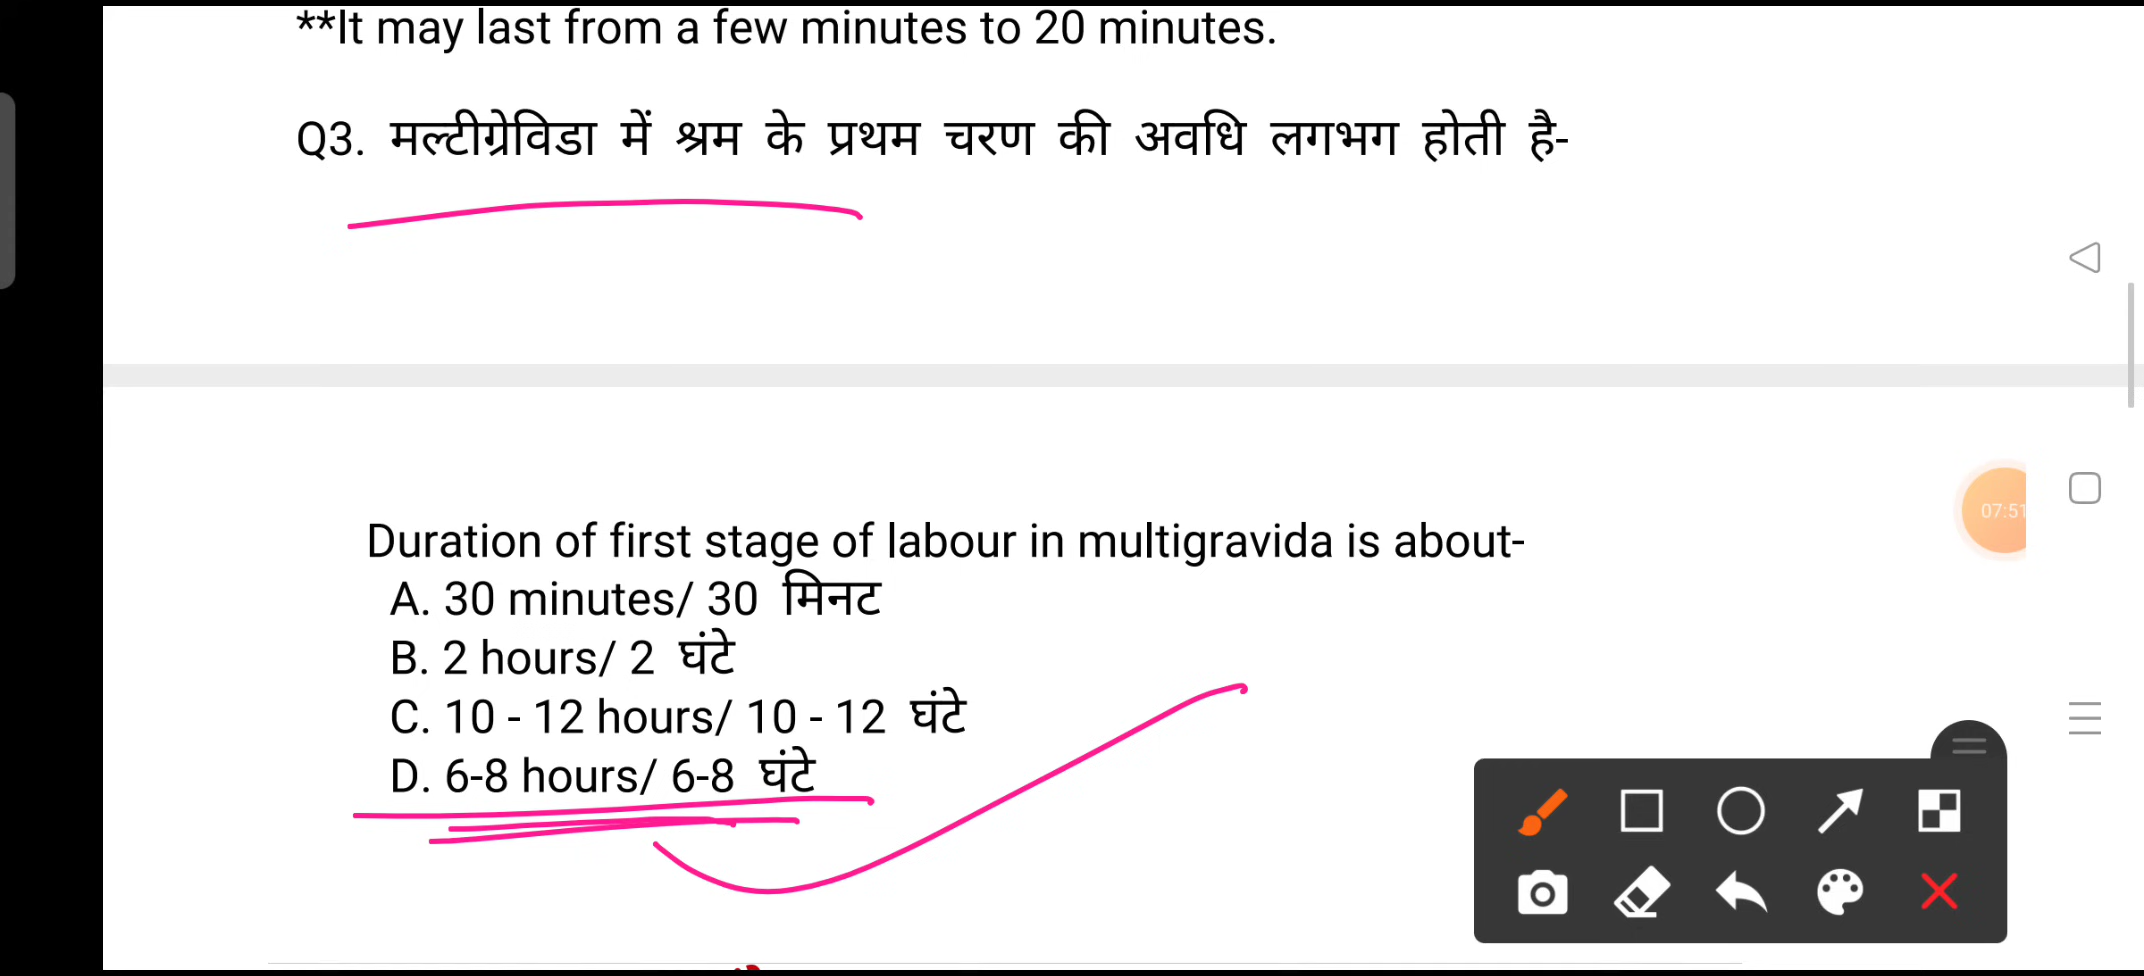 **It may last from a few minutes to 20 minutes.
Q3. मल्टीग्रेविडा में श्रम के प्रथम चरण की अवधि लगभग होती है-
Duration of first stage of labour in multigravida is about-
A. 30 minutes/ 30 मिनट
B. 2 hours/ 2 घंटे
C. 10 - 12 hours/ 10 - 12 घंटे
D. 6-8 hours/ 6-8 घंटे
07:51